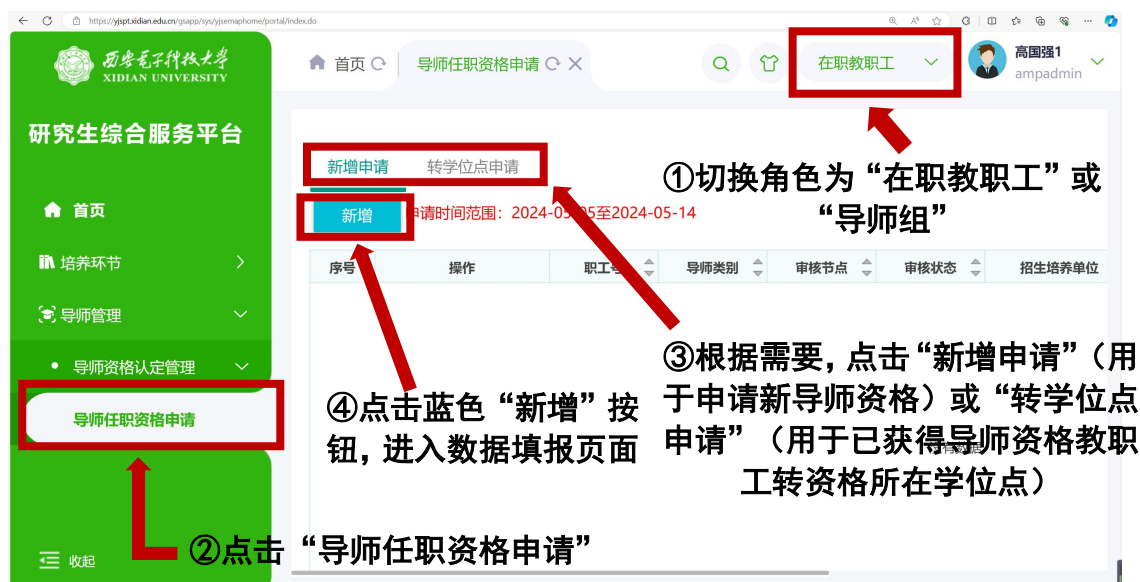 https://yjspt.xidian.edu.cn/gsapp/sys/yjsemaphome/portal/index.do
西安电子科技大学
XIDIAN UNIVERSITY
首页
导师任职资格申请
在职教职工
高国强1
ampadmin
研究生综合服务平台
首页
培养环节
导师管理
导师资格认定管理
导师任职资格申请
收起
新增申请 转学位点申请
新增
申请时间范围：2024-05-05至2024-05-14
序号 操作 职工号 导师类别 审核节点 审核状态 招生培养单位
①切换角色为“在职教职工”或
“导师组”
③根据需要，点击“新增申请”（用
于申请新导师资格）或“转学位点
申请”（用于已获得导师资格教职
工转资格所在学位点）
④点击蓝色“新增”按
钮，进入数据填报页面
②点击“导师任职资格申请”